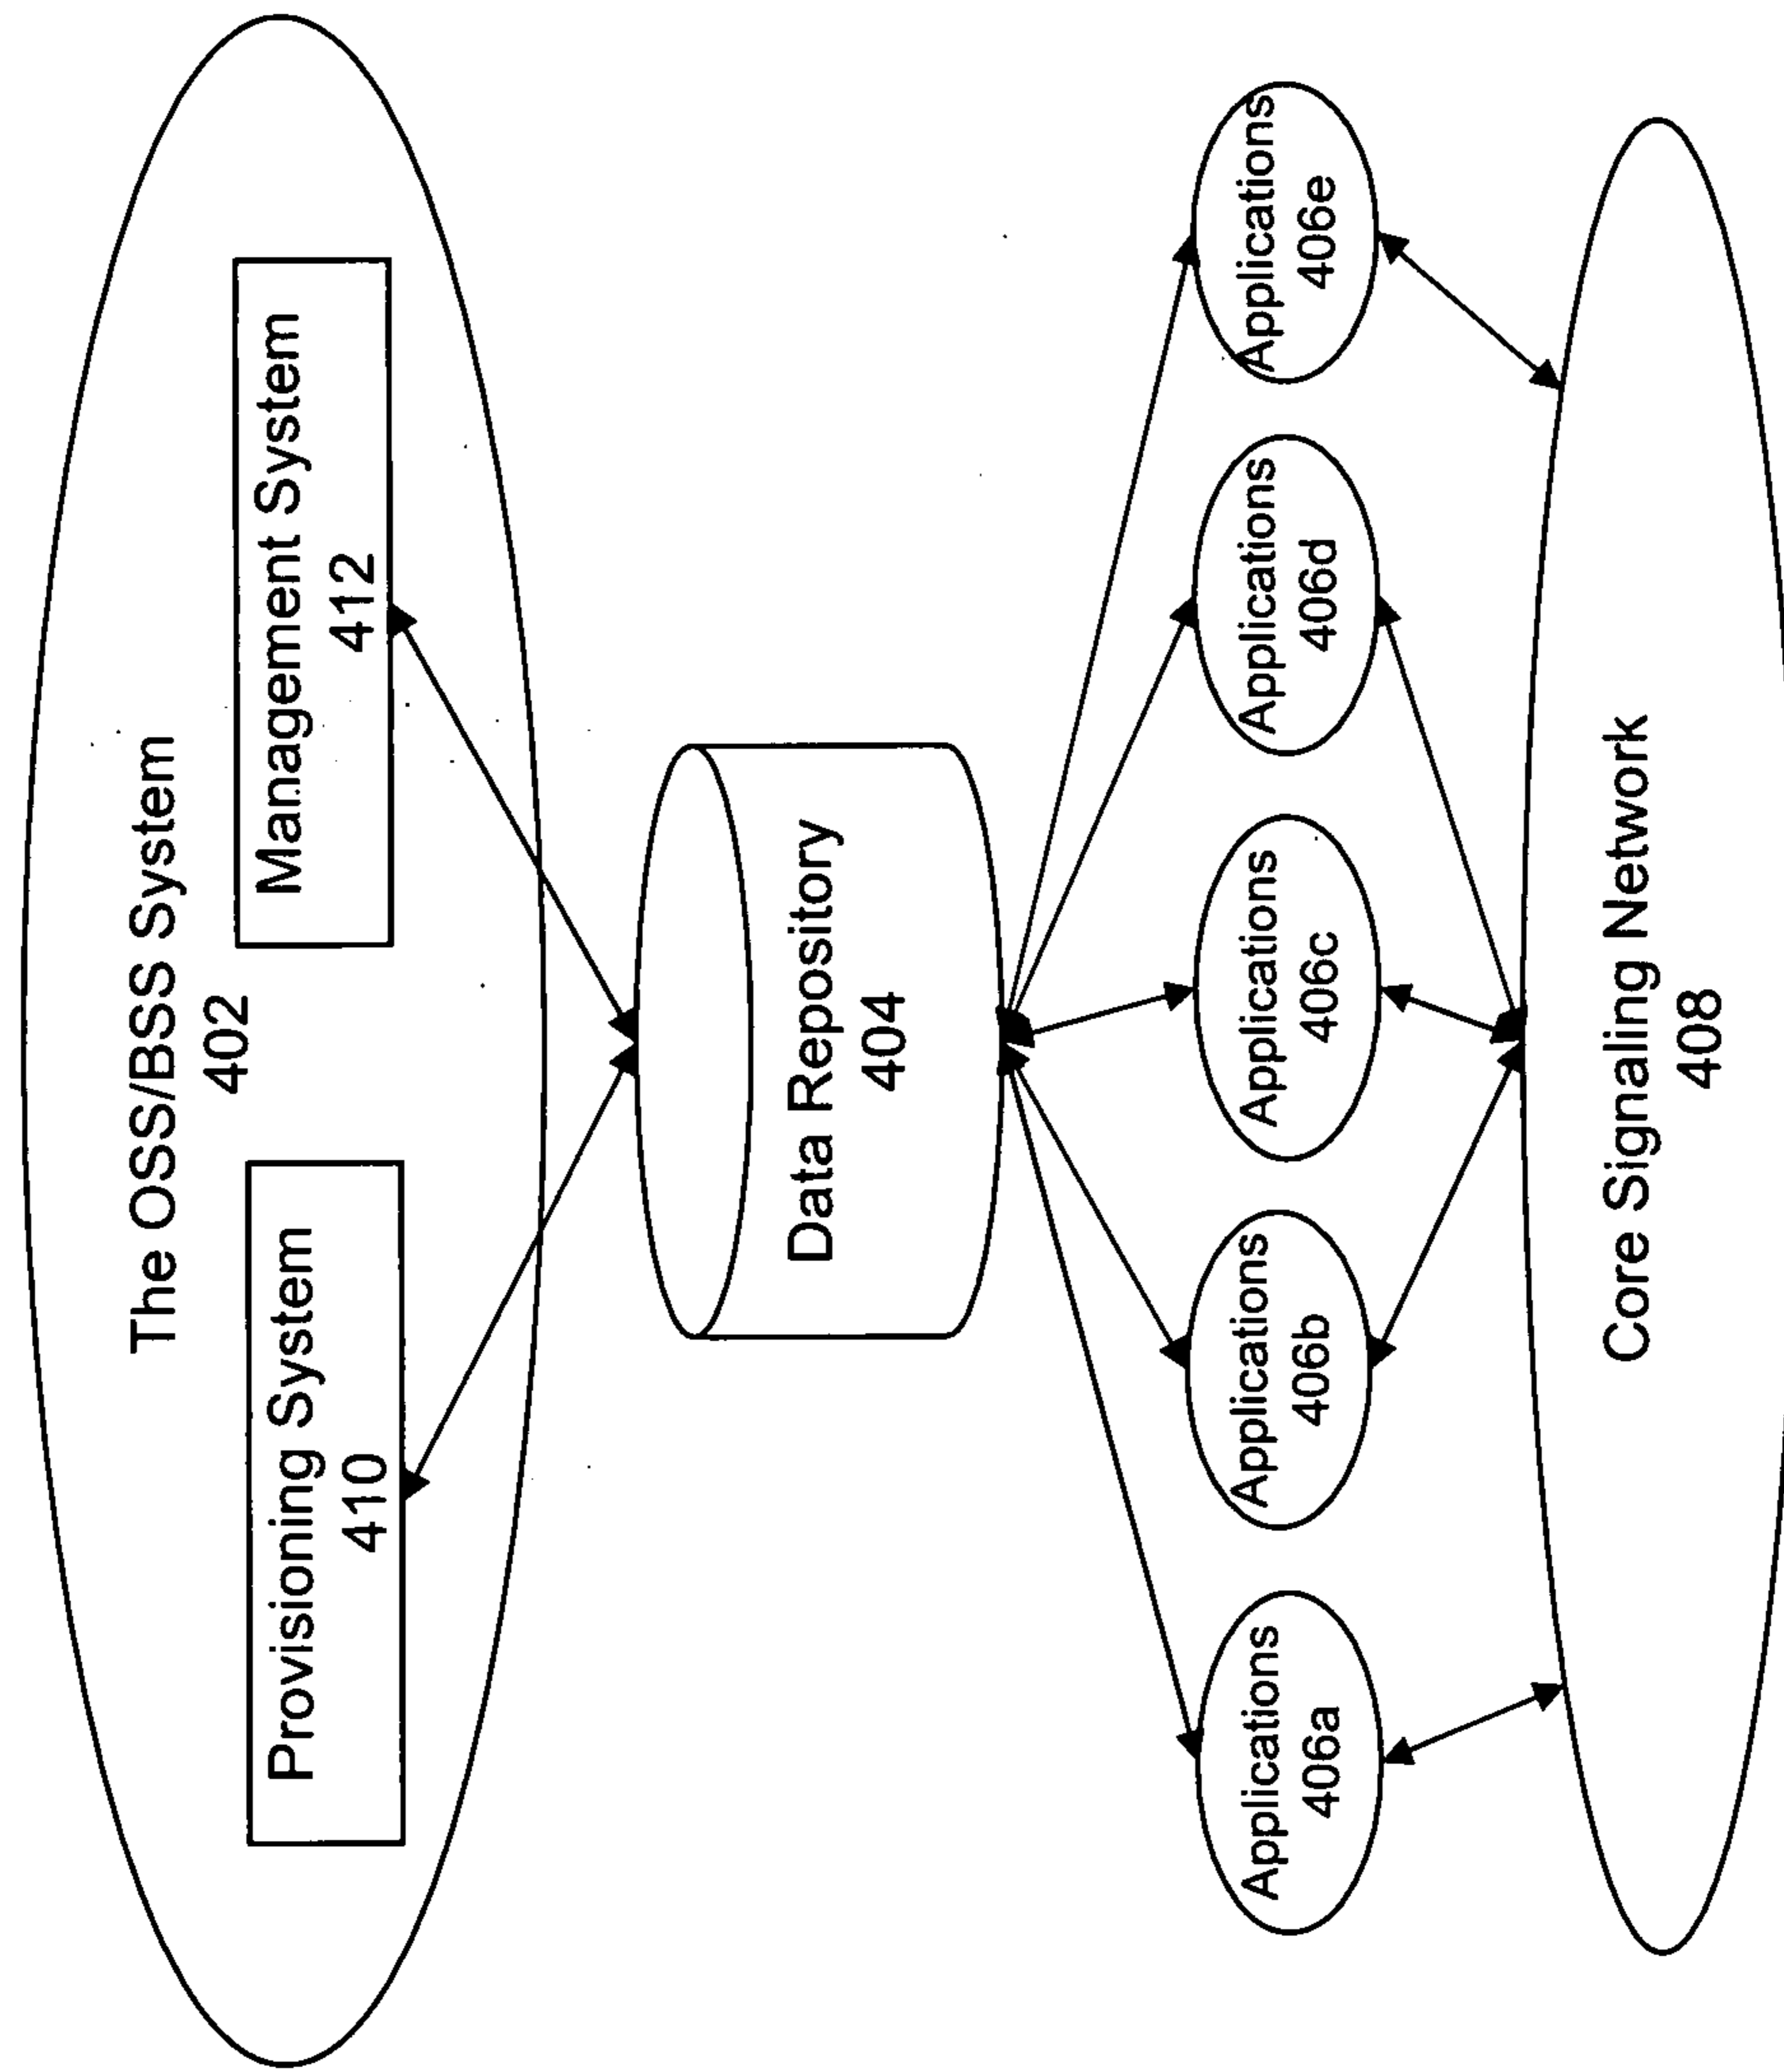 The OSS/BSS System
402
Provisioning System
410
Management System
412
Data Repository
404
Applications
406a
Applications
406b
Applications
406c
Applications
406d
Applications
406e
Core Signaling Network
408